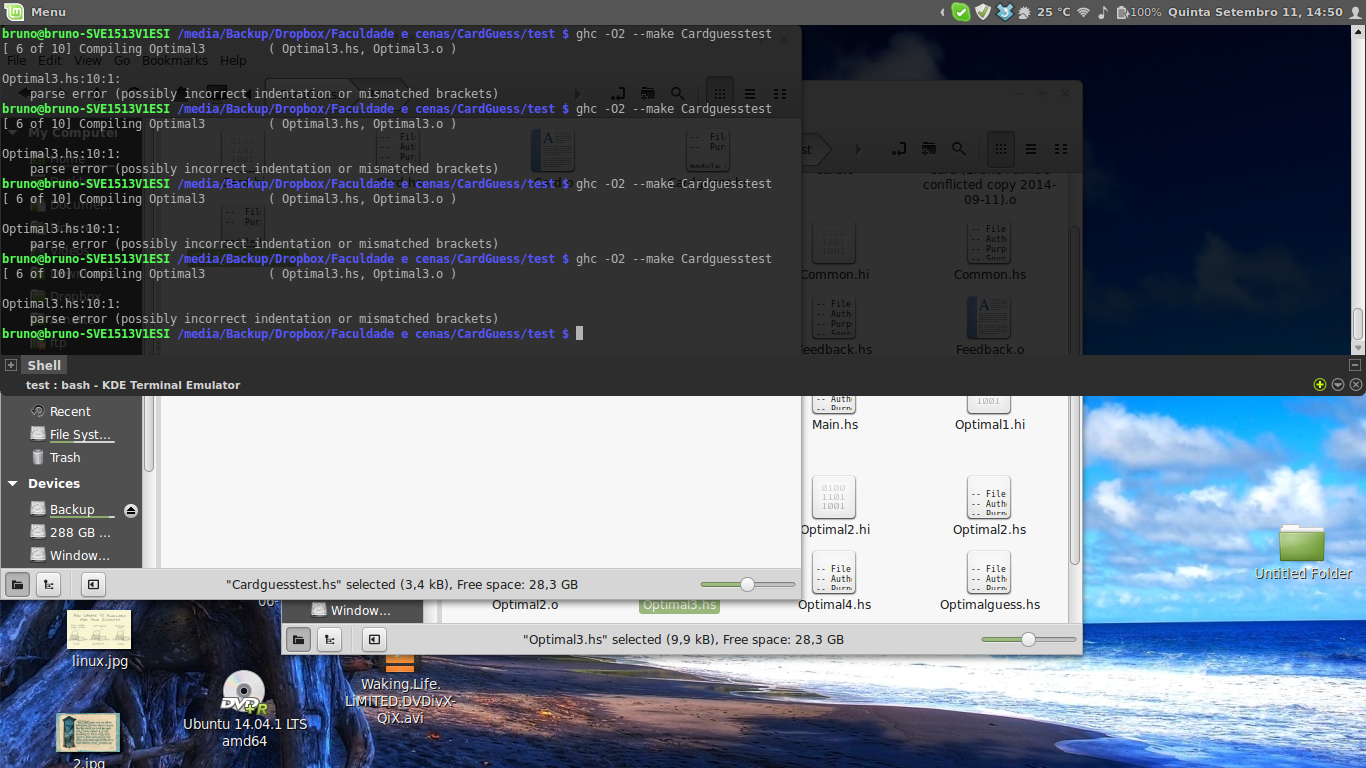 Menu
25 °C
100%
Quinta Setembro 11, 14:50
bruno@bruno-SVE1513V1ESI /media/Backup/Dropbox/Faculdade e cenas/CardGuess/test $ ghc -O2 --make Cardguesstest
[ 6 of 10] Compiling Optimal3         ( Optimal3.hs, Optimal3.o )
File Edit View Go Bookmarks Help
Optimal3.hs:10:1:
    parse error (possibly incorrect indentation or mismatched brackets)
bruno@bruno-SVE1513V1ESI /media/Backup/Dropbox/Faculdade e cenas/CardGuess/test $ ghc -O2 --make Cardguesstest
[ 6 of 10] Compiling Optimal3         ( Optimal3.hs, Optimal3.o )
My Computer
Optimal3.hs:10:1:
    parse error (possibly incorrect indentation or mismatched brackets)
bruno@bruno-SVE1513V1ESI /media/Backup/Dropbox/Faculdade e cenas/CardGuess/test $ ghc -O2 --make Cardguesstest
[ 6 of 10] Compiling Optimal3         ( Optimal3.hs, Optimal3.o )
Optimal3.hs:10:1:
    parse error (possibly incorrect indentation or mismatched brackets)
bruno@bruno-SVE1513V1ESI /media/Backup/Dropbox/Faculdade e cenas/CardGuess/test $ ghc -O2 --make Cardguesstest
[ 6 of 10] Compiling Optimal3         ( Optimal3.hs, Optimal3.o )
Optimal3.hs:10:1:
    parse error (possibly incorrect indentation or mismatched brackets)
bruno@bruno-SVE1513V1ESI /media/Backup/Dropbox/Faculdade e cenas/CardGuess/test $
conflicted copy 2014-
09-11).o
Common.hi
Common.hs
Feedback.hs
Feedback.o
ftp
Shell
test : bash - KDE Terminal Emulator
Recent
File Syst...
Trash
Devices
Backup
288 GB ...
Window...
Main.hs
Optimal1.hi
Optimal2.hi
Optimal2.hs
"Cardguesstest.hs" selected (3,4 kB), Free space: 28,3 GB
Window...
Optimal2.o
Optimal3.hs
Optimal4.hs
Optimalguess.hs
"Optimal3.hs" selected (9,9 kB), Free space: 28,3 GB
Untitled Folder
linux.jpg
Waking.Life.
LiMITED.DVDivX-
QiX.avi
Ubuntu 14.04.1 LTS
amd64
2.jpg